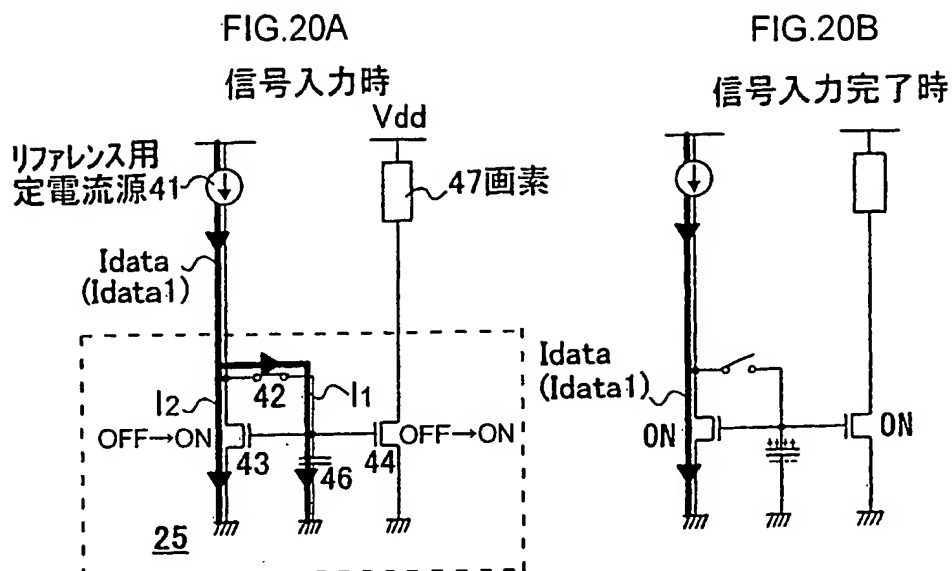 FIG.20A
信号入力時
Vdd
リファレンス用
定電流源41
47画素
Idata
(Idata1)
I2
42
I1
OFF→ON
43
46
44
OFF→ON
25
FIG.20B
信号入力完了時
Idata
(Idata1)
ON
ON